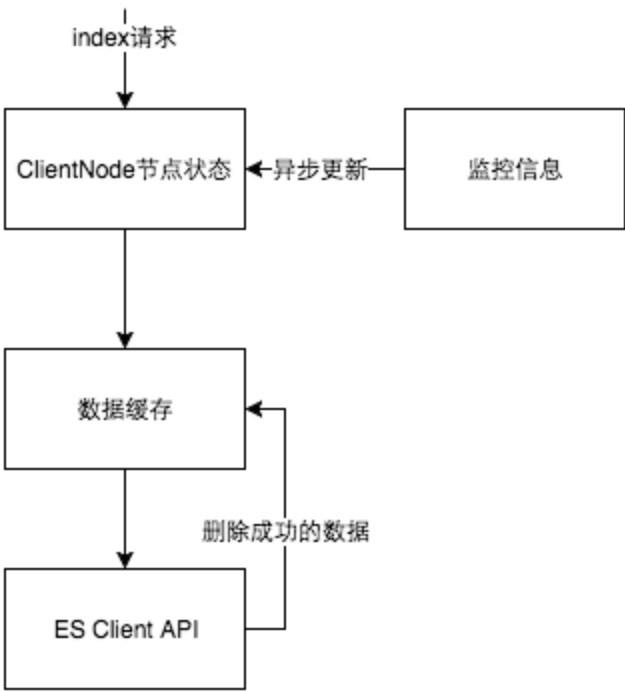 index请求
ClientNode节点状态
异步更新
监控信息
数据缓存
删除成功的数据
ES Client API